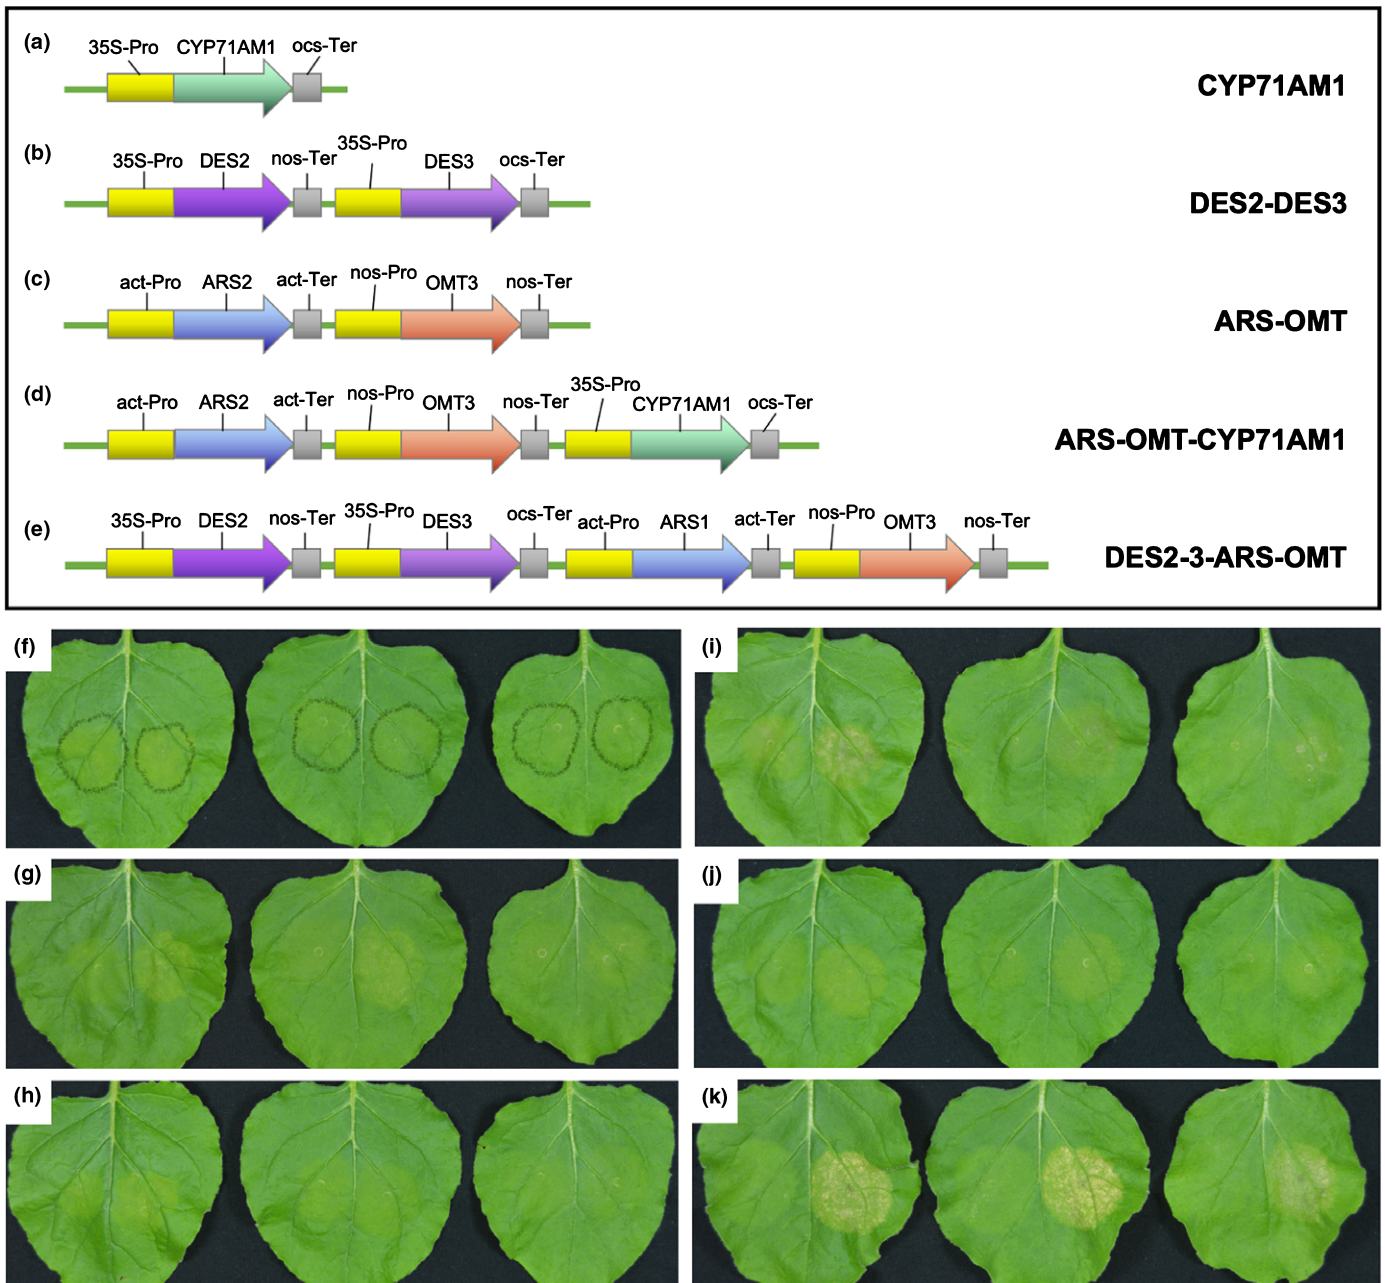 (a)
35S-Pro CYP71AM1 ocs-Ter
CYP71AM1
(b)
35S-Pro DES2 nos-Ter 35S-Pro DES3 ocs-Ter
DES2-DES3
(c)
act-Pro ARS2 act-Ter nos-Pro OMT3 nos-Ter
ARS-OMT
(d)
act-Pro ARS2 act-Ter nos-Pro OMT3 nos-Ter 35S-Pro CYP71AM1 ocs-Ter
ARS-OMT-CYP71AM1
(e)
35S-Pro DES2 nos-Ter 35S-Pro DES3 ocs-Ter act-Pro ARS1 act-Ter nos-Pro OMT3 nos-Ter
DES2-3-ARS-OMT
(f)
(i)
(g)
(j)
(h)
(k)